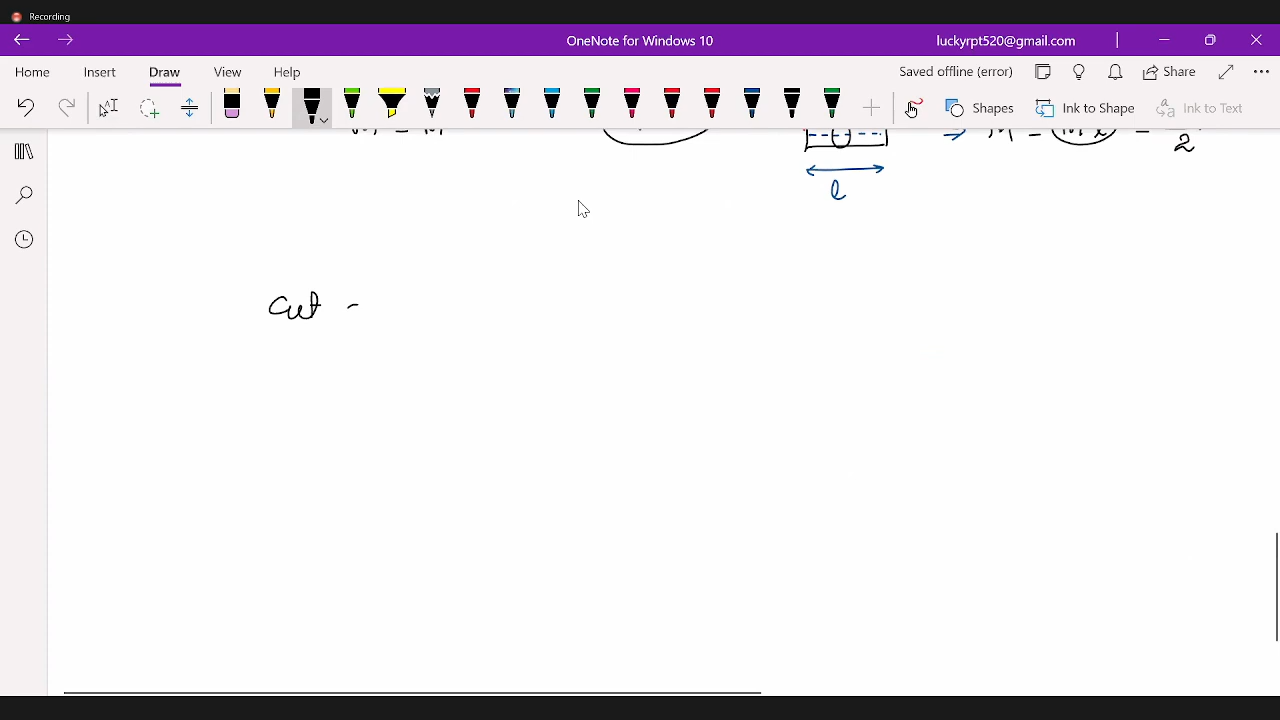 Recording
OneNote for Windows 10
luckyrpt520@gmail.com
Home Insert Draw View Help
Saved offline (error)
Share
Shapes Ink to Shape Ink to Text
M =
= 2
l
Cut -